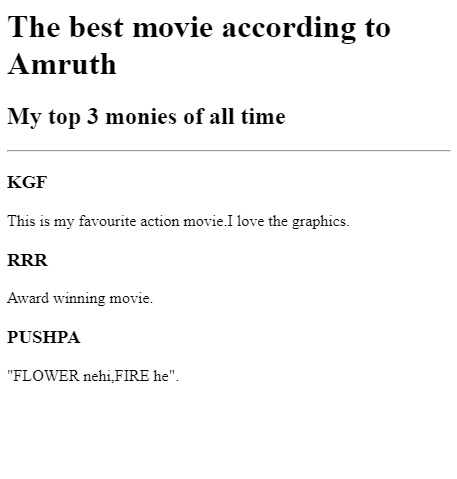 The best movie according to
Amruth
My top 3 monies of all time
KGF
This is my favourite action movie.I love the graphics.
RRR
Award winning movie.
PUSHPA
"FLOWER nehi,FIRE he".